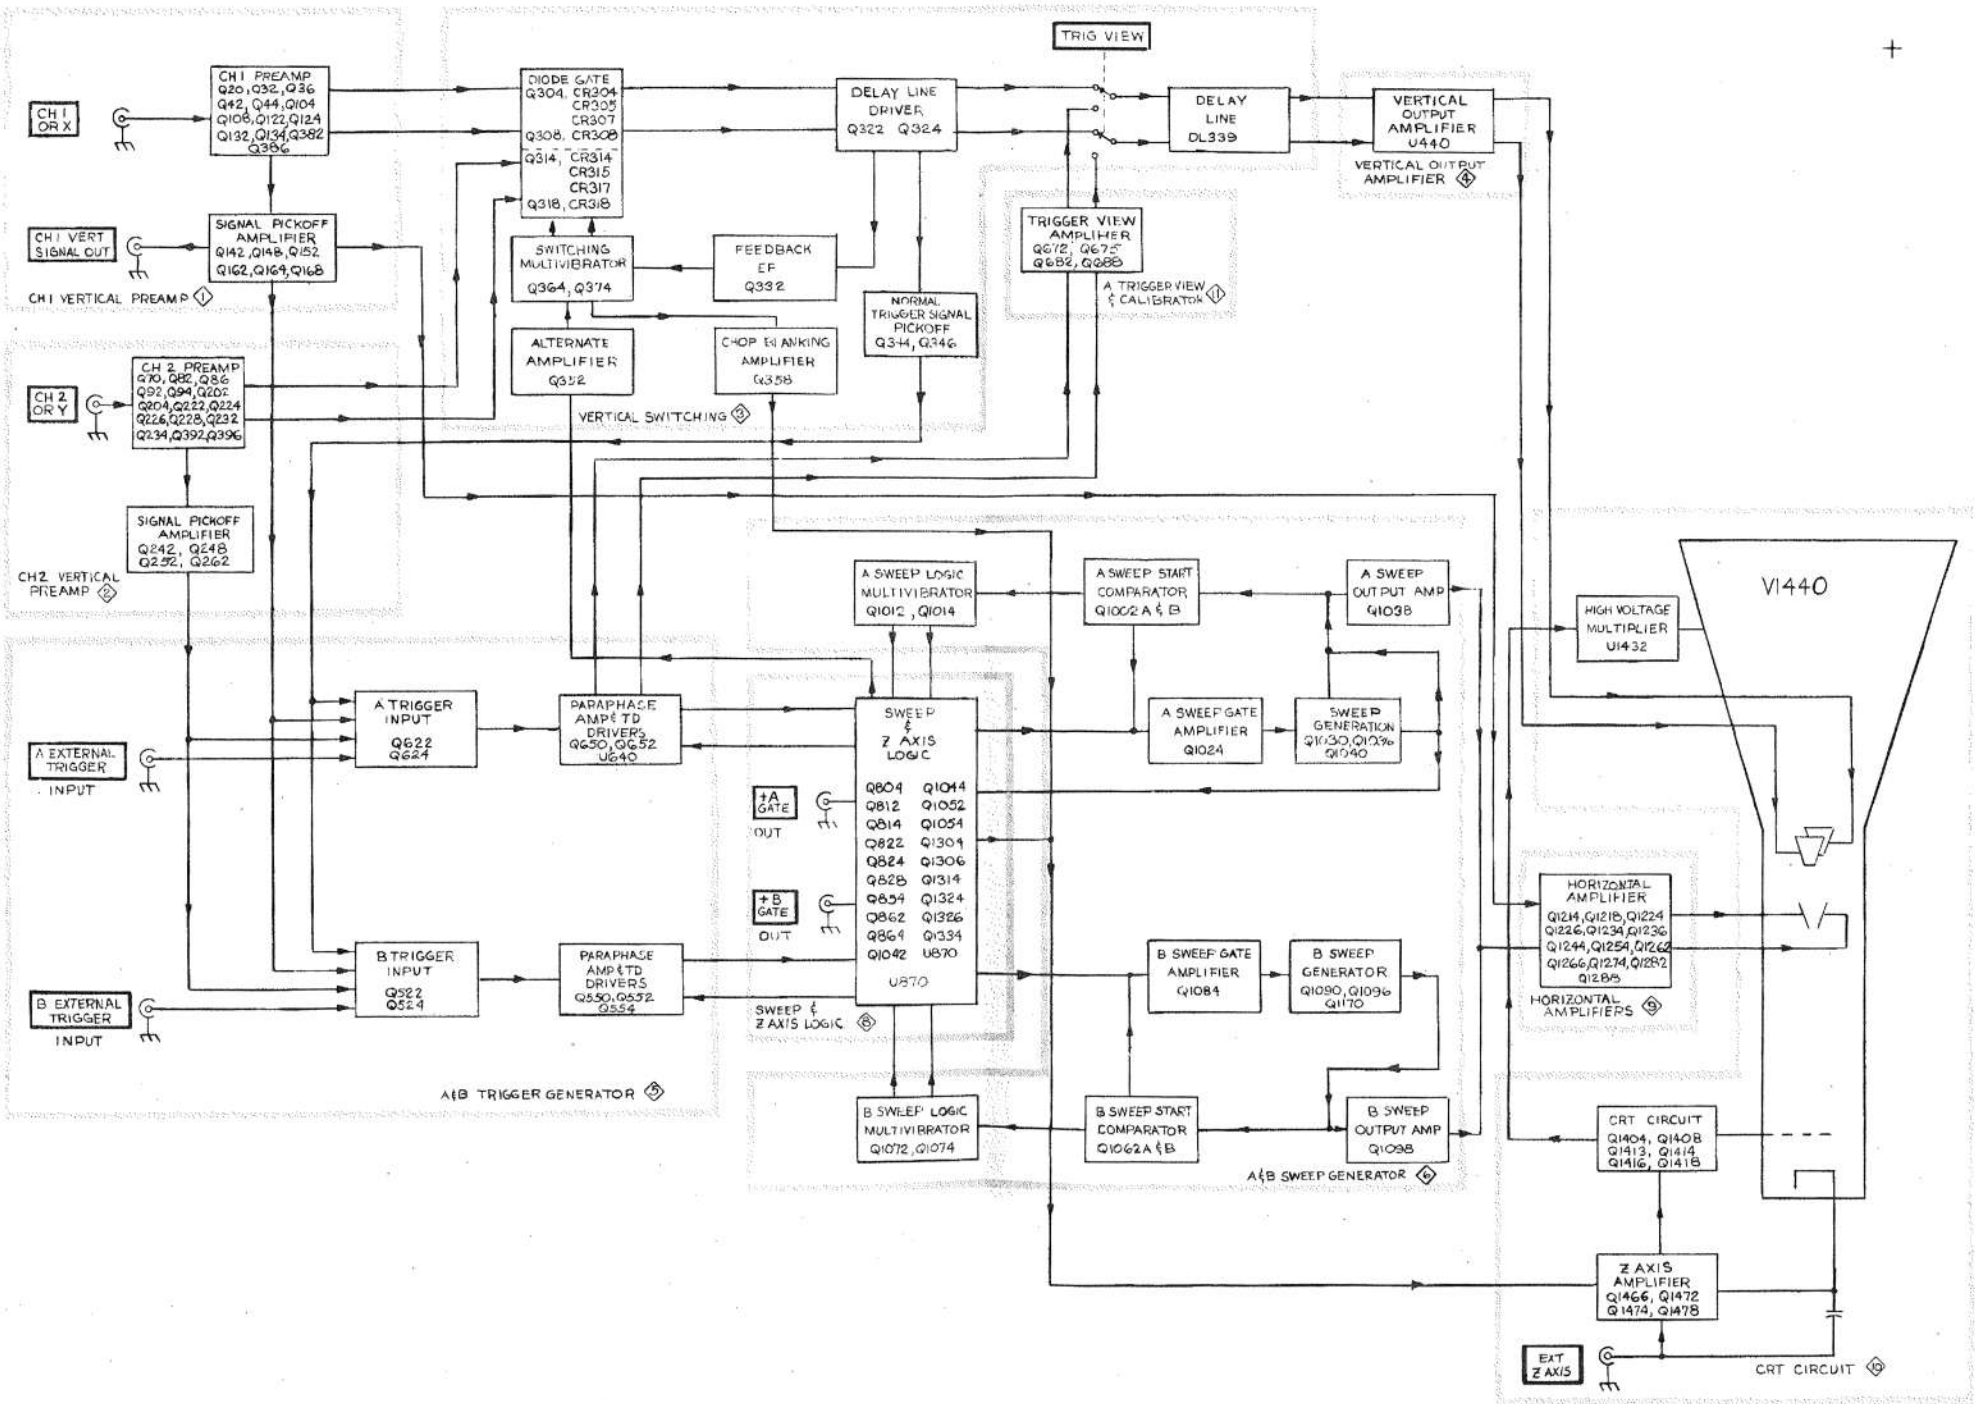 TRIG VIEW
CH 1
OR X
CH 1 PREAMP
Q20, Q32, Q36
Q42, Q44, Q104
Q108, Q122, Q124
Q132, Q134, Q382
Q386
DIODE GATE
Q304, CR304
CR305
CR307
Q308, CR308
Q314, CR314
CR315
CR317
Q318, CR318
DELAY LINE
DRIVER
Q322 Q324
DELAY
LINE
DL339
VERTICAL
OUTPUT
AMPLIFIER
U440
VERTICAL OUTPUT
AMPLIFIER 4
CH 1 VERT
SIGNAL OUT
SIGNAL PICKOFF
AMPLIFIER
Q142, Q148, Q152
Q162, Q164, Q168
CH 1 VERTICAL PREAMP 1
SWITCHING
MULTIVIBRATOR
Q364, Q374
FEEDBACK
EF
Q332
TRIGGER VIEW
AMPLIFIER
Q672, Q675
Q682, Q688
A TRIGGER VIEW
& CALIBRATOR 11
NORMAL
TRIGGER SIGNAL
PICKOFF
Q344, Q346
ALTERNATE
AMPLIFIER
Q352
CHOP BLANKING
AMPLIFIER
Q358
VERTICAL SWITCHING 3
CH 2
OR Y
CH 2 PREAMP
Q70, Q82, Q86
Q92, Q94, Q202
Q204, Q222, Q224
Q226, Q228, Q232
Q234, Q392, Q396
SIGNAL PICKOFF
AMPLIFIER
Q242, Q248
Q252, Q262
CH 2 VERTICAL
PREAMP 2
A SWEEP LOGIC
MULTIVIBRATOR
Q1012, Q1014
A SWEEP START
COMPARATOR
Q1002A & B
A SWEEP
OUTPUT AMP
Q1038
V1440
HIGH VOLTAGE
MULTIPLIER
U1432
A TRIGGER
INPUT
Q622
Q624
PARAPHASE
AMP & TD
DRIVERS
Q650, Q652
U640
A EXTERNAL
TRIGGER
INPUT
SWEEP
&
Z AXIS
LOGIC
Q804 Q1044
Q812 Q1052
Q814 Q1054
Q822 Q1304
Q824 Q1306
Q828 Q1314
Q854 Q1324
Q862 Q1326
Q864 Q1334
Q1042 U870
U870
A SWEEP GATE
AMPLIFIER
Q1024
SWEEP
GENERATION
Q1030, Q1036
Q1040
+A
GATE
OUT
+B
GATE
OUT
HORIZONTAL
AMPLIFIER
Q1214, Q1218, Q1224
Q1226, Q1234, Q1236
Q1244, Q1254, Q1262
Q1266, Q1274, Q1282
Q1288
HORIZONTAL
AMPLIFIERS 9
B TRIGGER
INPUT
Q522
Q524
PARAPHASE
AMP & TD
DRIVERS
Q550, Q552
Q554
B EXTERNAL
TRIGGER
INPUT
SWEEP &
Z AXIS LOGIC 8
B SWEEP GATE
AMPLIFIER
Q1084
B SWEEP
GENERATOR
Q1090, Q1096
Q1170
A & B TRIGGER GENERATOR 5
B SWEEP LOGIC
MULTIVIBRATOR
Q1072, Q1074
B SWEEP START
COMPARATOR
Q1062A & B
B SWEEP
OUTPUT AMP
Q1098
A & B SWEEP GENERATOR 6
CRT CIRCUIT
Q1404, Q1408
Q1413, Q1414
Q1416, Q1418
Z AXIS
AMPLIFIER
Q1466, Q1472
Q1474, Q1478
EXT
Z AXIS
CRT CIRCUIT 10